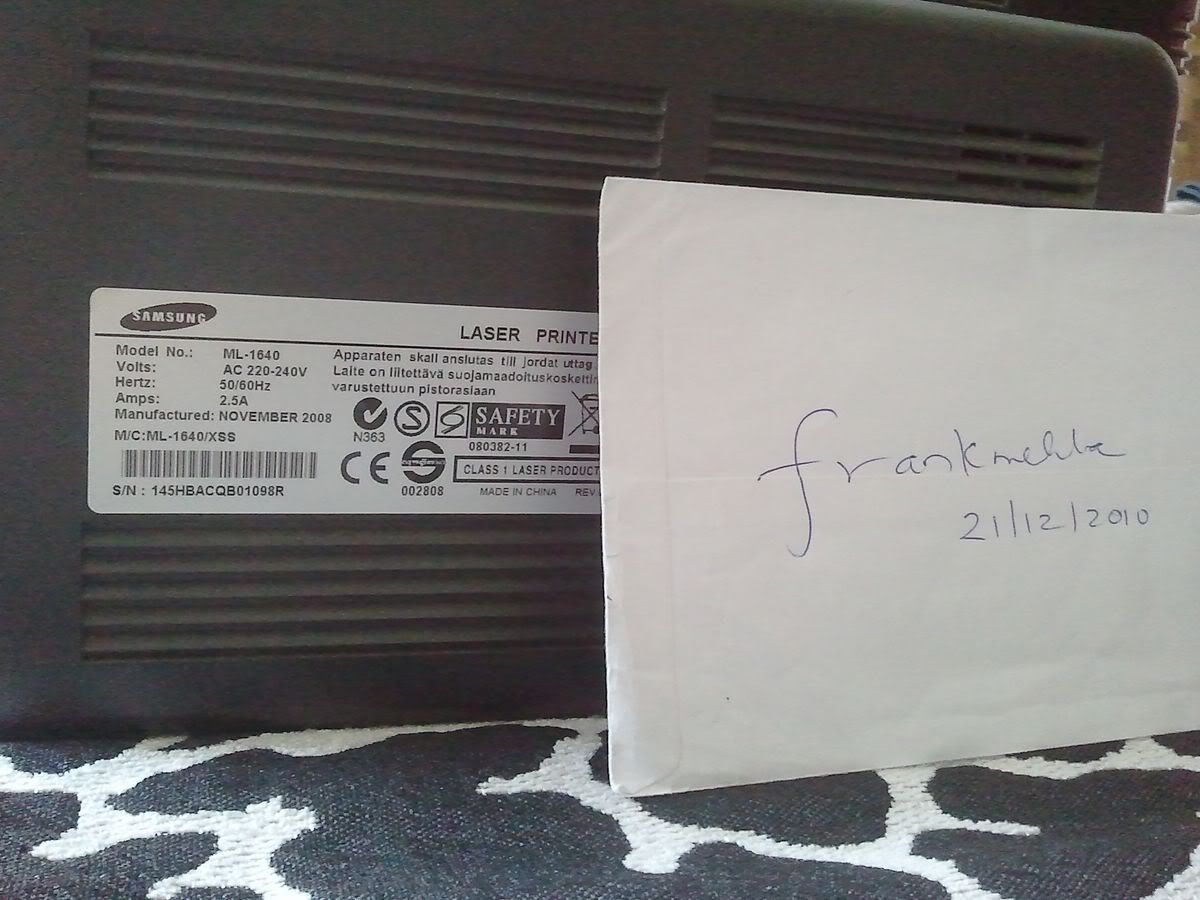 SAMSUNG
LASER PRINTE
Model No.: ML-1640
Volts: AC 220-240V
Hertz: 50/60Hz
Amps: 2.5A
Manufactured: NOVEMBER 2008
M/C:ML-1640/XSS
S/N : 145HBACQB01098R
Apparaten skall anslutas till jordat uttag
Laite on liitettävä suojamaadoituskoskettin
varustettuun pistorasiaan
N363
S
SAFETY
MARK
080382-11
CE
002808
CLASS 1 LASER PRODUCT
MADE IN CHINA REV
frankmehta
21/12/2010